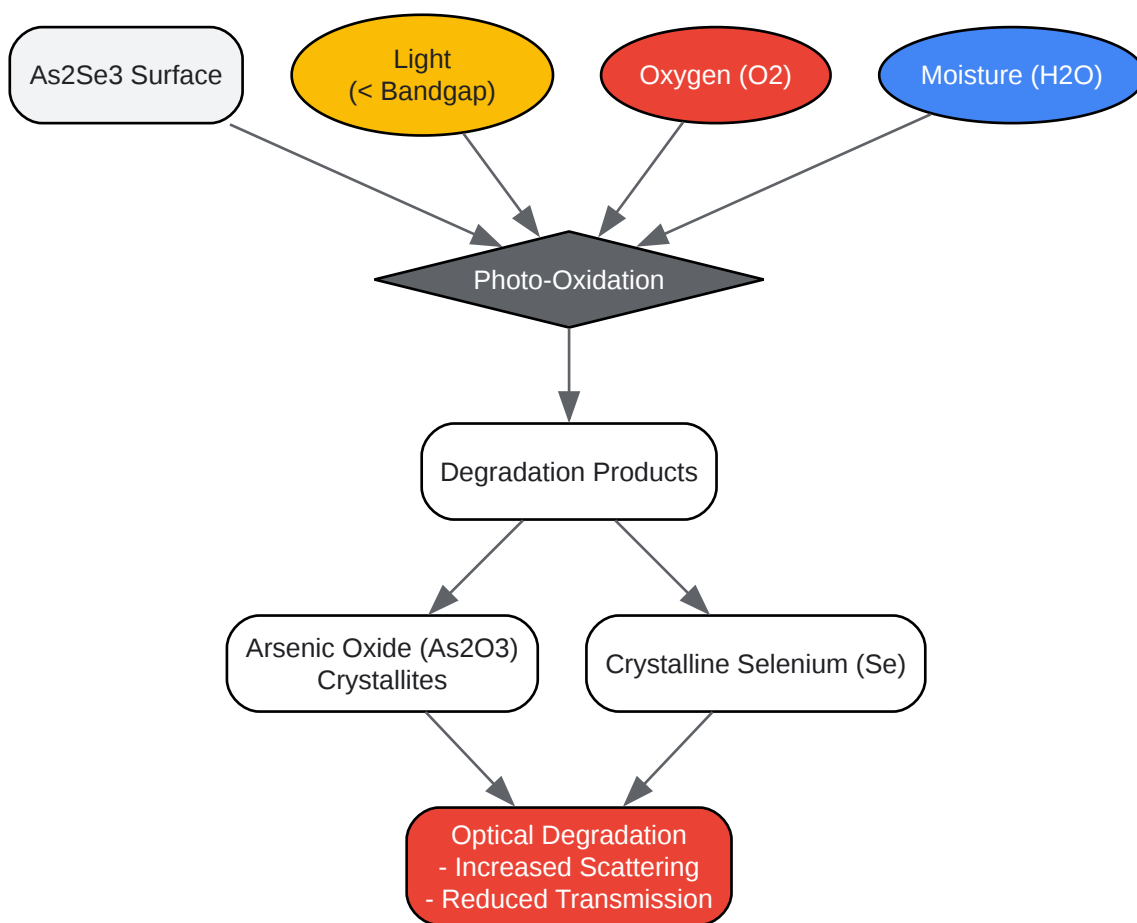 As2Se3 Surface
Light
(< Bandgap)
Oxygen (O2)
Moisture (H2O)
Photo-Oxidation
Degradation Products
Arsenic Oxide (As2O3)
Crystallites
Crystalline Selenium (Se)
Optical Degradation
- Increased Scattering
- Reduced Transmission